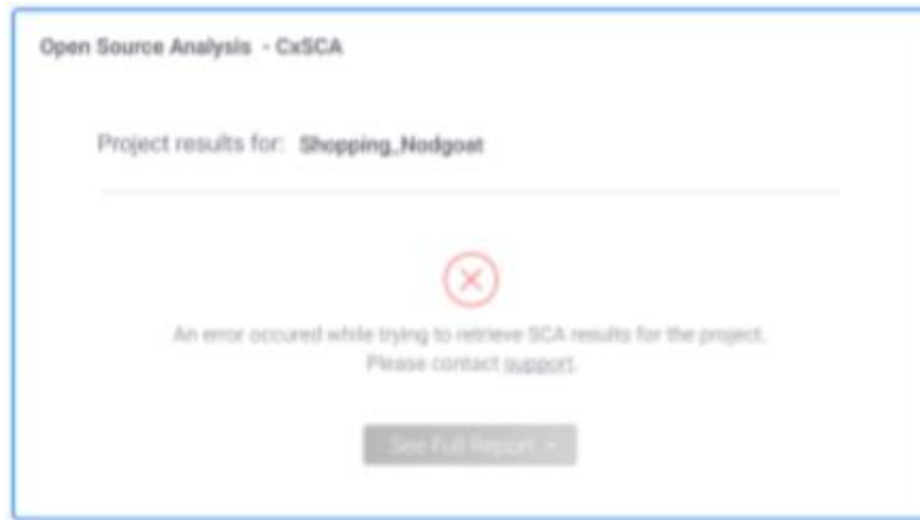 Open Source Analysis - CxSCA
Project results for: Shopping_Nodgoat
An error occured while trying to retrieve SCA results for the project.
Please contact support.
See Full Report